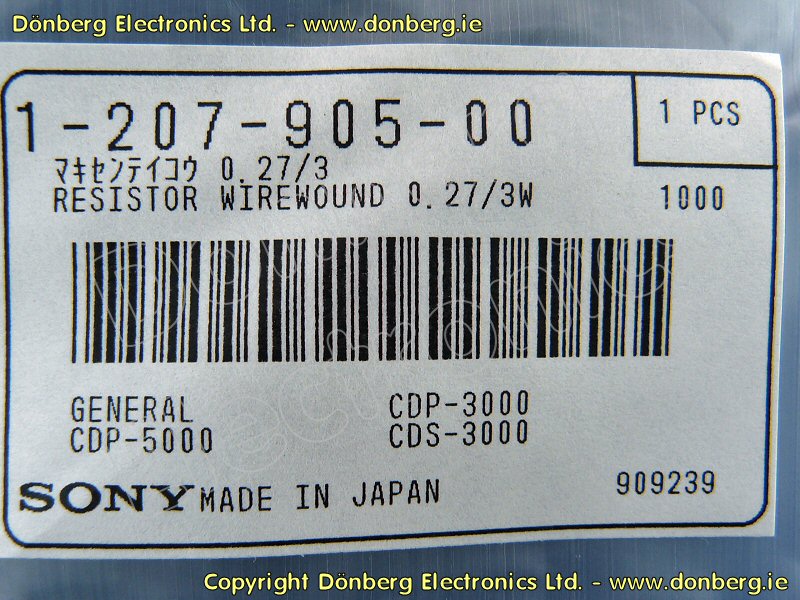 Dönberg Electronics Ltd. - www.donberg.ie
1-207-905-00
1 PCS
マキセンテイコウ 0.27/3
RESISTOR WIREWOUND 0.27/3W
1000
GENERAL CDP-3000
CDP-5000 CDS-3000
SONY MADE IN JAPAN
909239
Copyright Dönberg Electronics Ltd. - www.donberg.ie